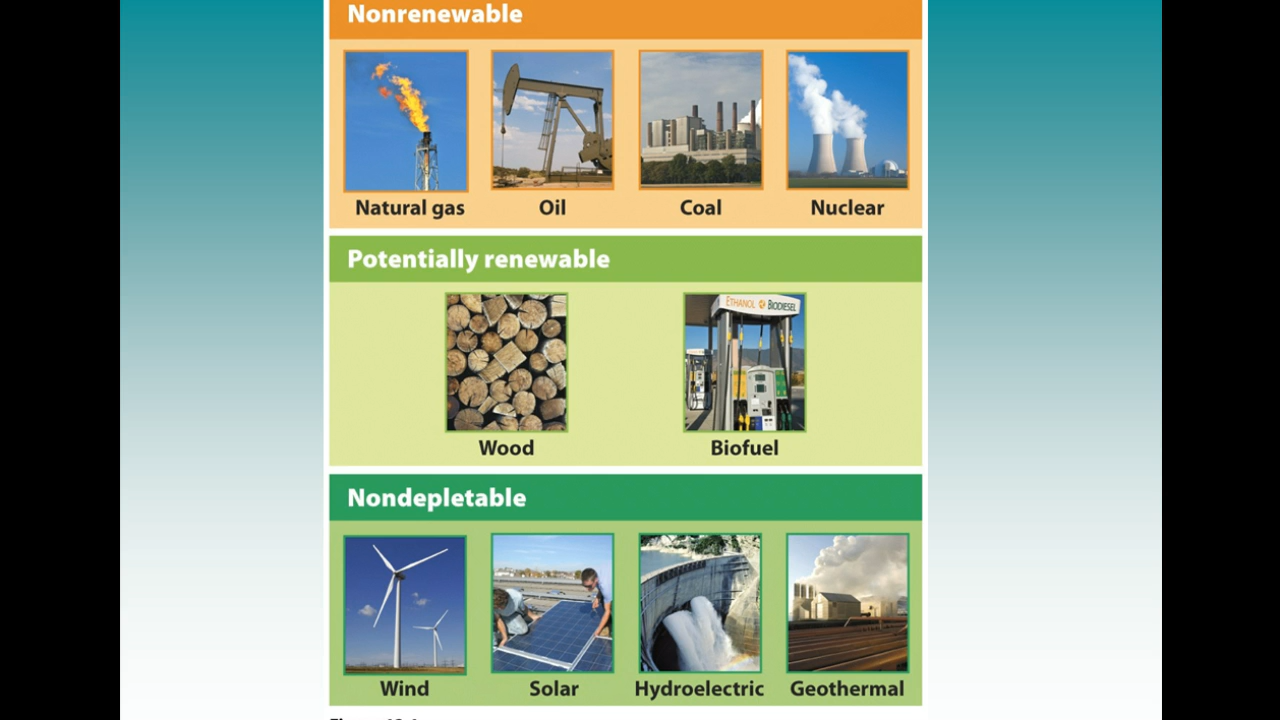 Nonrenewable
Natural gas Oil Coal Nuclear
Potentially renewable
ETHANOL BIODIESEL
Wood Biofuel
Nondepletable
Wind Solar Hydroelectric Geothermal